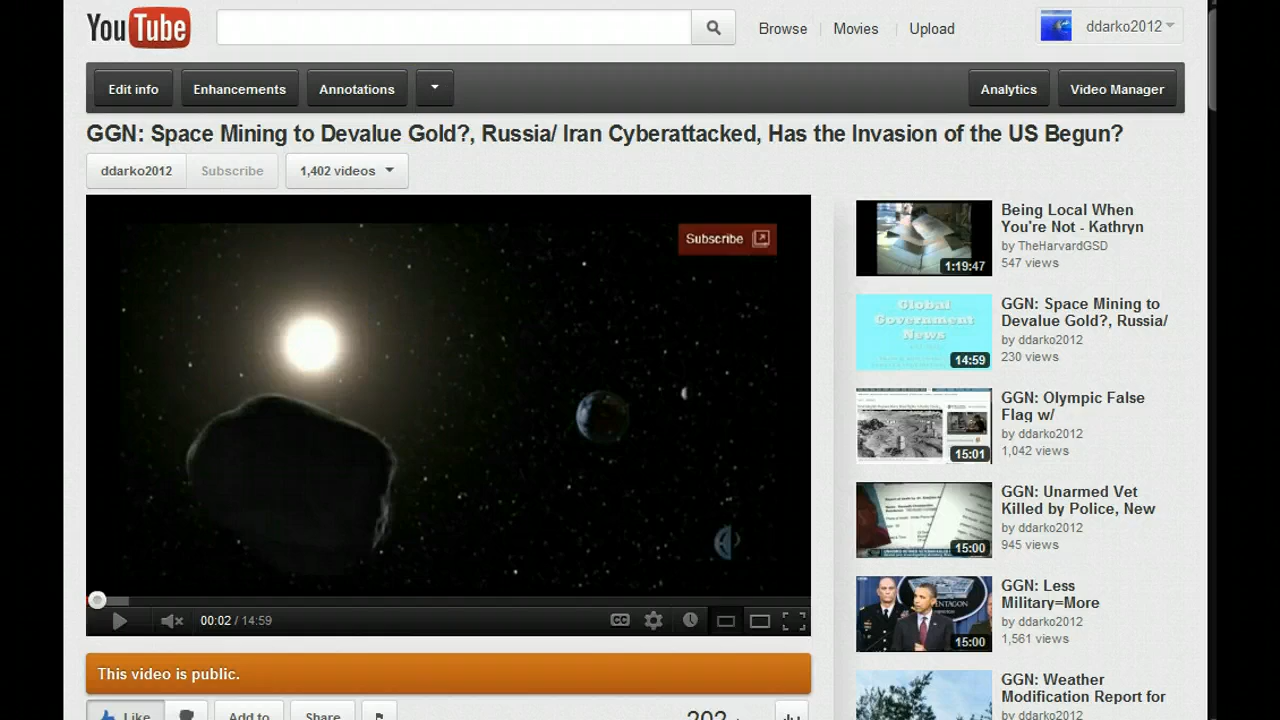 YouTube
Browse
Movies
Upload
ddarko2012
Edit info
Enhancements
Annotations
Analytics
Video Manager
GGN: Space Mining to Devalue Gold?, Russia/ Iran Cyberattacked, Has the Invasion of the US Begun?
ddarko2012
Subscribe
1,402 videos
Subscribe
00:02 / 14:59
CC
This video is public.
Like
Add to
Share
202
1:19:47
Being Local When
You're Not - Kathryn
by TheHarvardGSD
547 views
Global
Government
News
14:59
GGN: Space Mining to
Devalue Gold?, Russia/
by ddarko2012
230 views
15:01
GGN: Olympic False
Flag w/
by ddarko2012
1,042 views
15:00
GGN: Unarmed Vet
Killed by Police, New
by ddarko2012
945 views
PENTAGON
15:00
GGN: Less
Military=More
by ddarko2012
1,561 views
GGN: Weather
Modification Report for
by ddarko2012